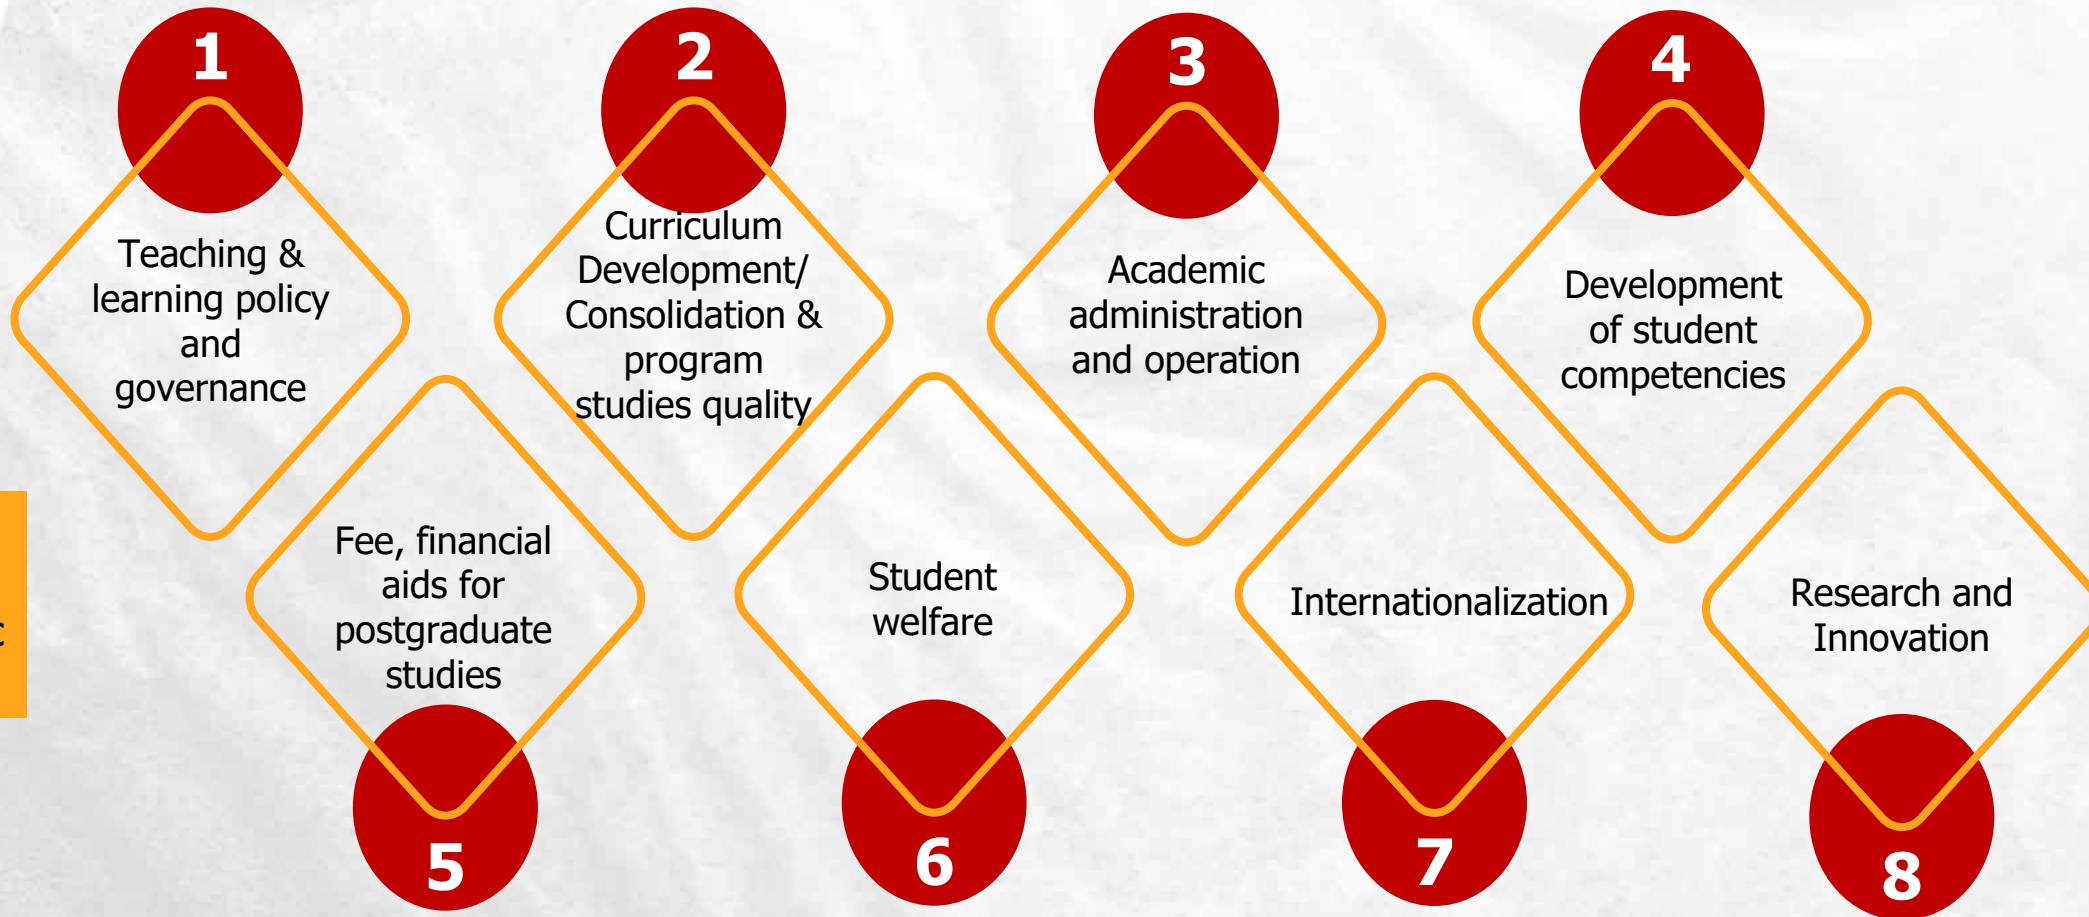 1
Teaching &
learning policy
and
governance
2
Curriculum
Development/
Consolidation &
program
studies quality
3
Academic
administration
and operation
4
Development
of student
competencies
Fee, financial
aids for
postgraduate
studies
5
Student
welfare
6
Internationalization
7
Research and
Innovation
8